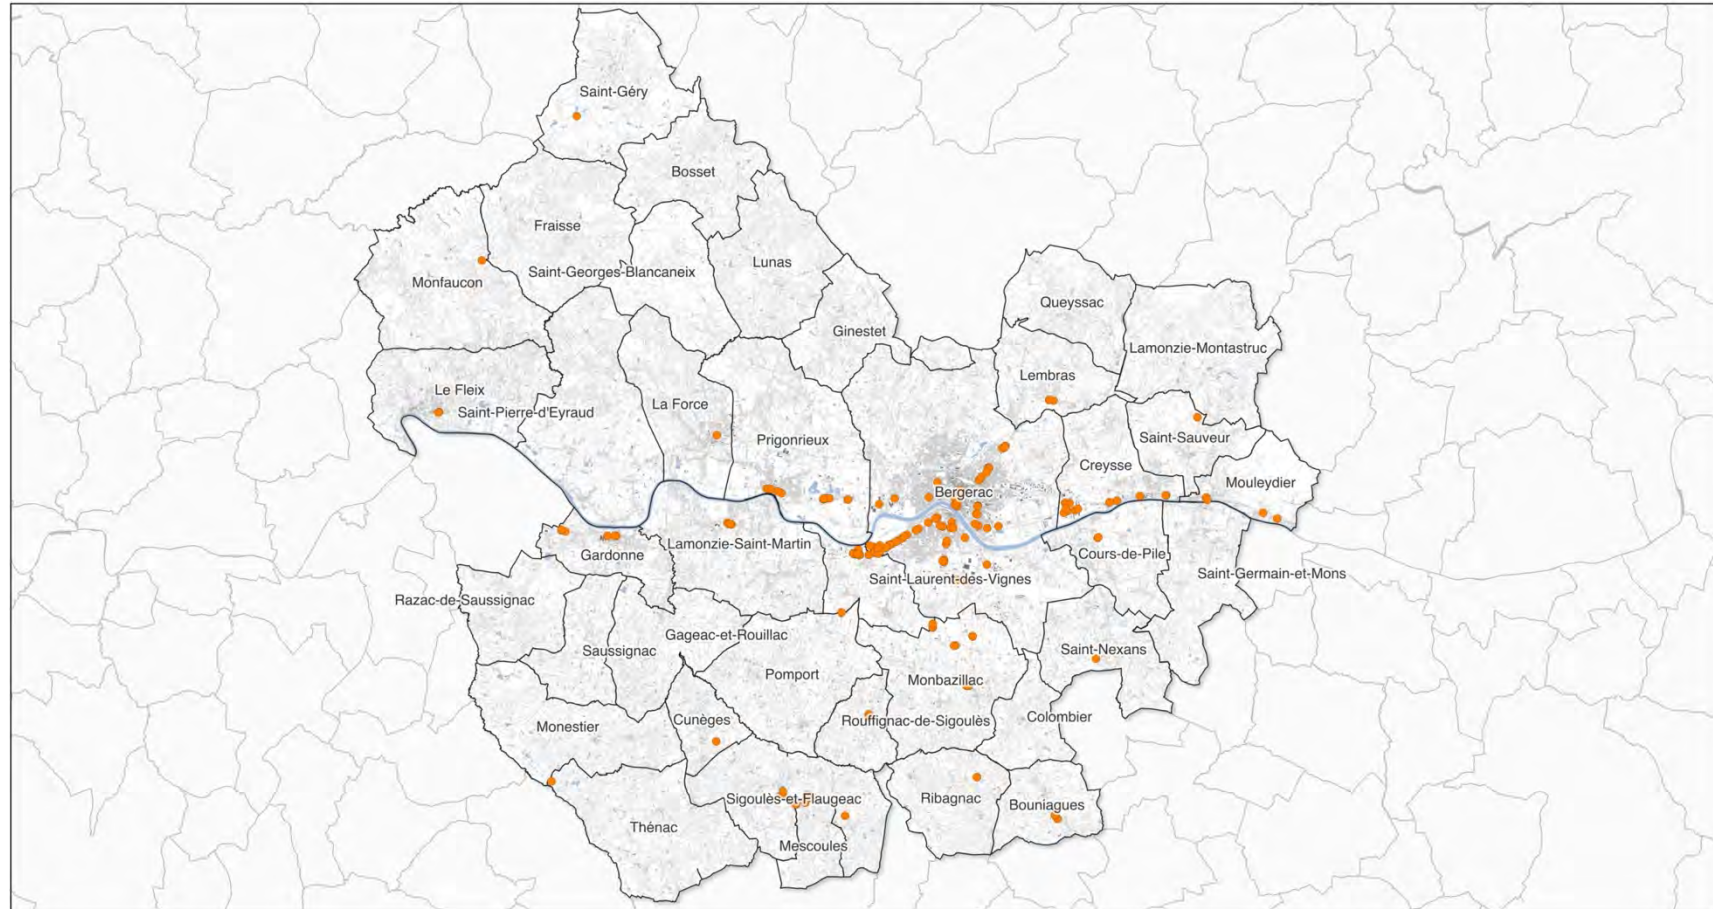 Saint-Géry
Bosset
Fraisse
Lunas
Saint-Georges-Blancaneix
Monfaucon
Queyssac
Ginestet
Lamonzie-Montastruc
Lembras
Le Fleix
La Force
Saint-Pierre-d'Eyraud
Prigonrieux
Saint-Sauveur
Creysse
Mouleydier
Bergerac
Lamonzie-Saint-Martin
Gardonne
Cours-de-Pile
Saint-Laurent-des-Vignes
Saint-Germain-et-Mons
Razac-de-Saussignac
Gageac-et-Rouillac
Saussignac
Saint-Nexans
Pomport
Monbazillac
Colombier
Cunèges
Rouffignac-de-Sigoulès
Monestier
Sigoulès-et-Flaugeac
Ribagnac
Bouniagues
Thénac
Mescoules